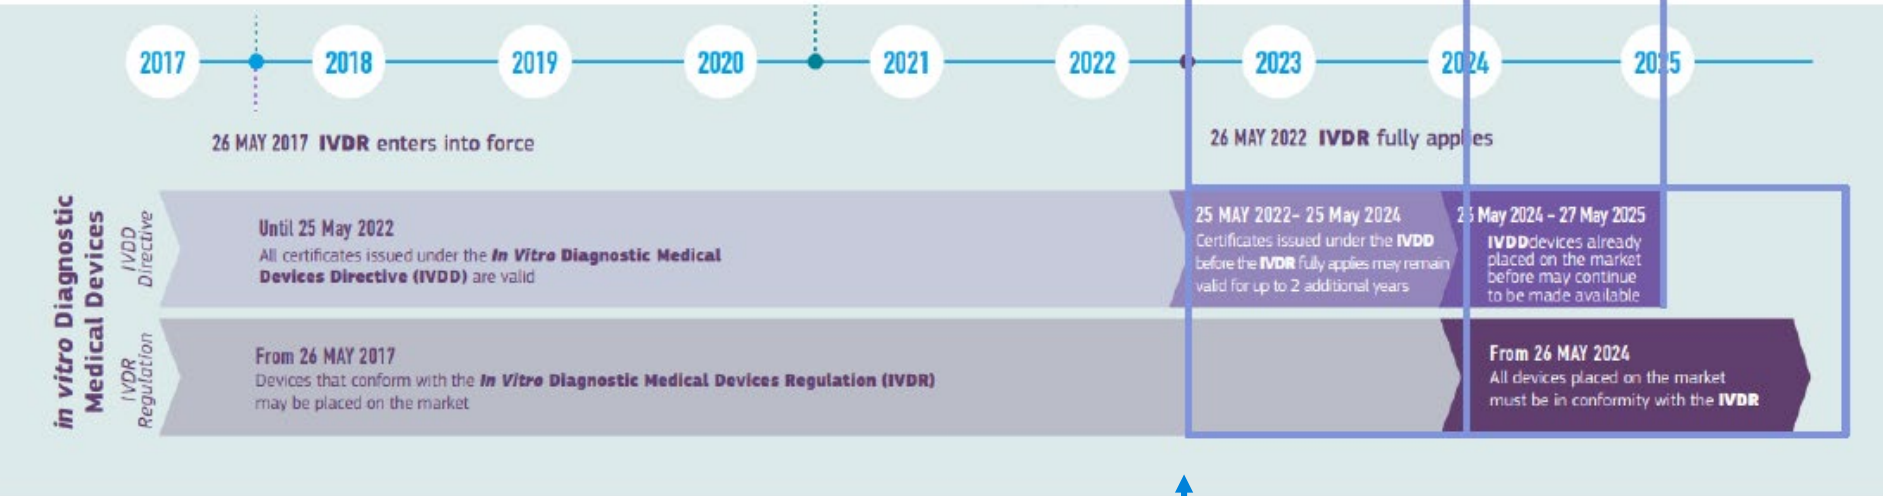 2017 2018 2019 2020 2021 2022 2023 2024 2025
26 MAY 2017 IVDR enters into force
26 MAY 2022 IVDR fully applies
in vitro Diagnostic
Medical Devices
IVDD
Directive
Until 25 May 2022
All certificates issued under the In Vitro Diagnostic Medical
Devices Directive (IVDD) are valid
25 MAY 2022- 25 May 2024
Certificates issued under the IVDD
before the IVDR fully applies may remain
valid for up to 2 additional years
26 May 2024 - 27 May 2025
IVDDdevices already
placed on the market
before may continue
to be made available
IVDR
Regulation
From 26 MAY 2017
Devices that conform with the In Vitro Diagnostic Medical Devices Regulation (IVDR)
may be placed on the market
From 26 MAY 2024
All devices placed on the market
must be in conformity with the IVDR